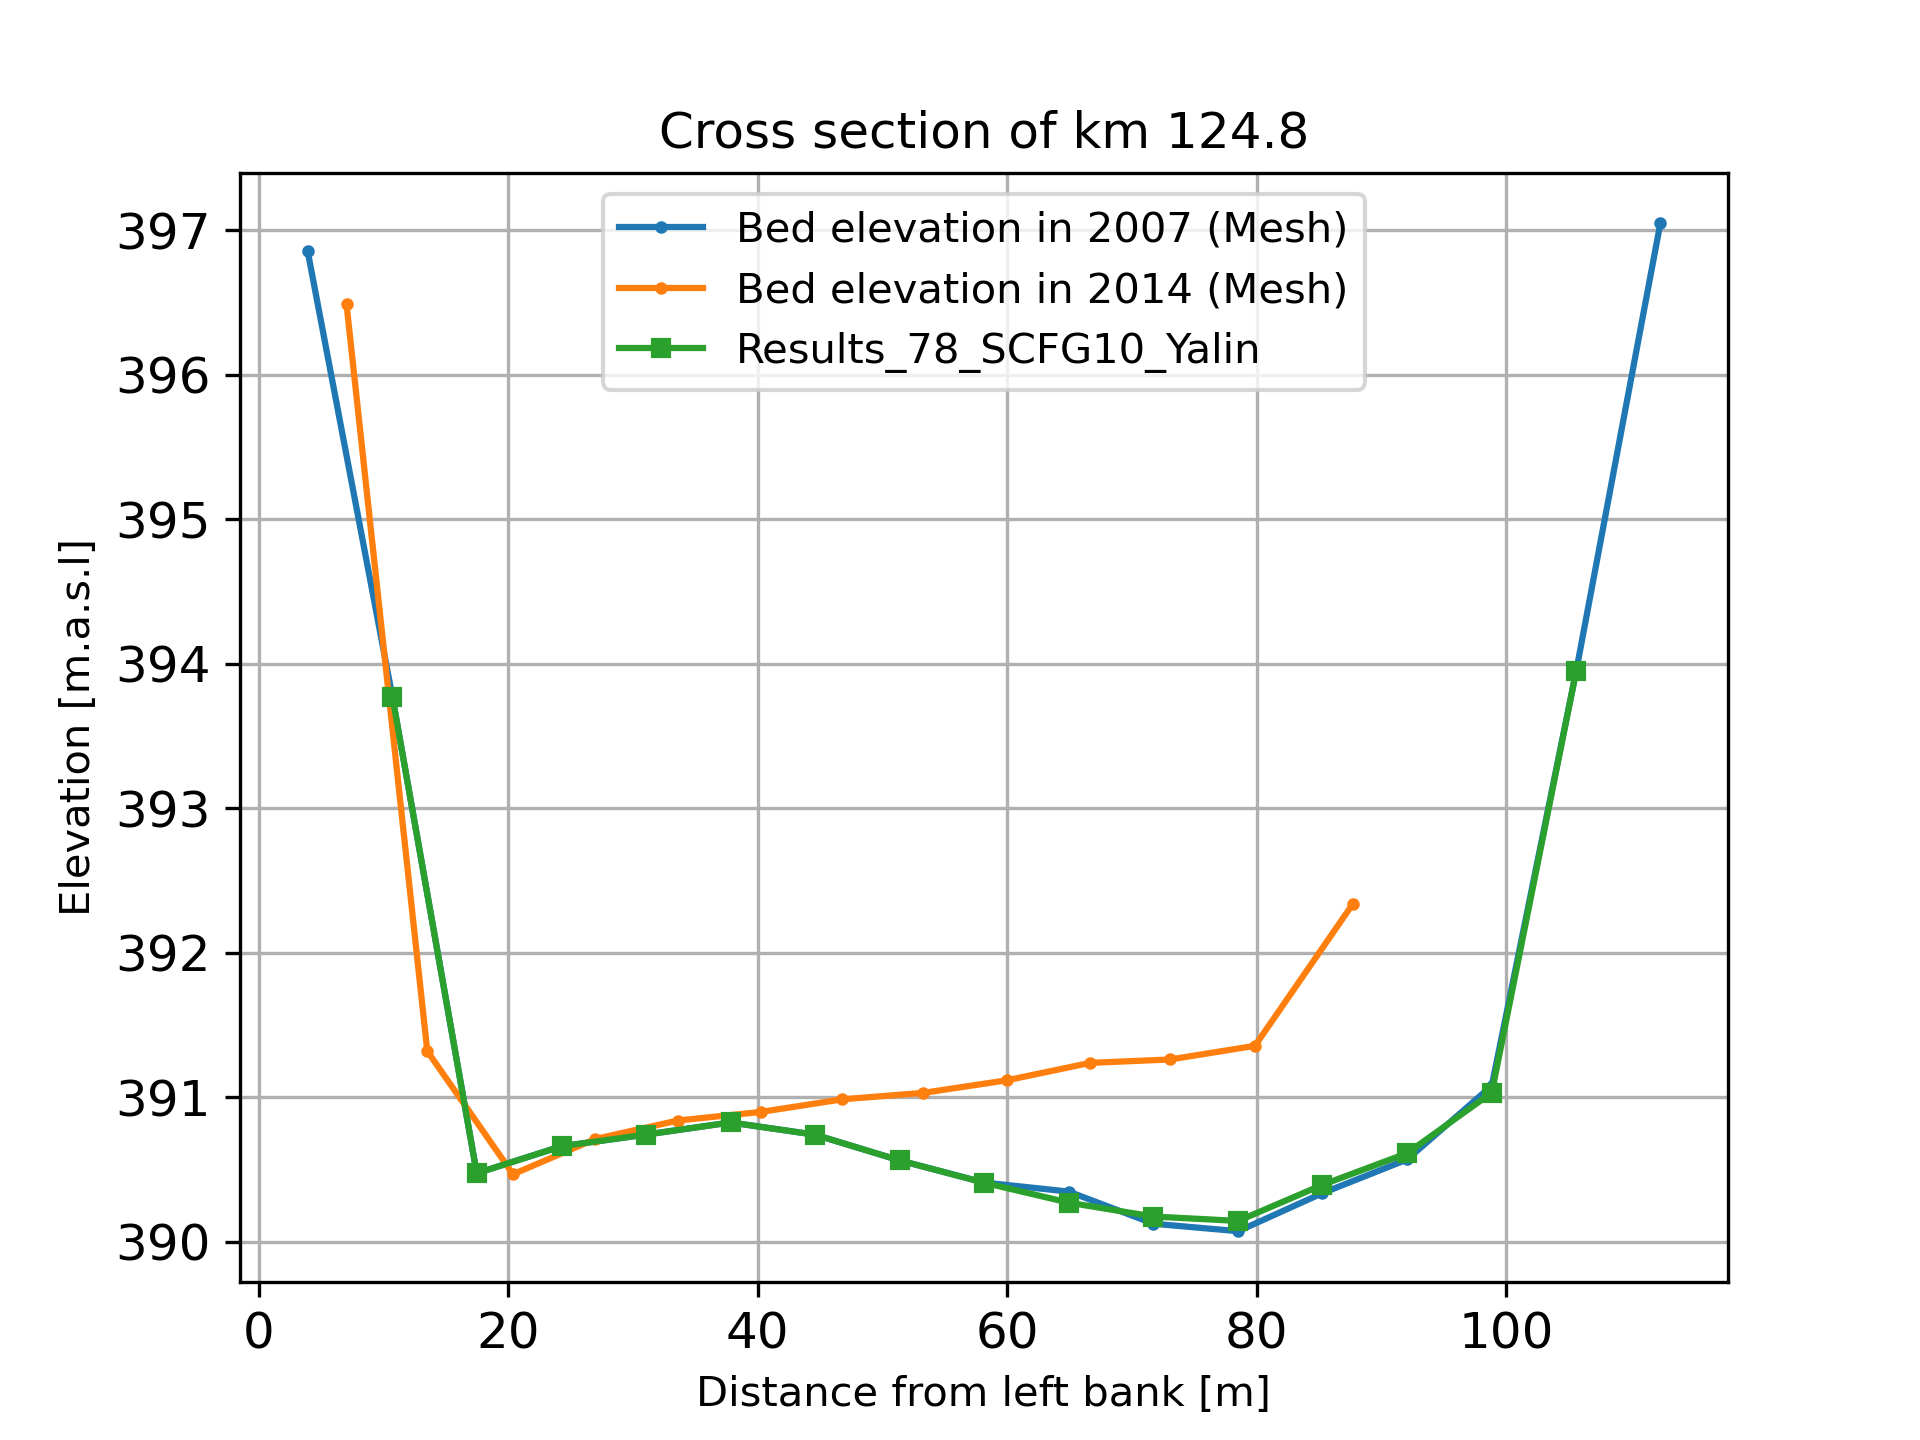 Cross section of km 124.8
Bed elevation in 2007 (Mesh)
Bed elevation in 2014 (Mesh)
Results_78_SCFG10_Yalin
397
396
395
394
393
392
391
390
Elevation [m.a.s.l]
0 20 40 60 80 100
Distance from left bank [m]